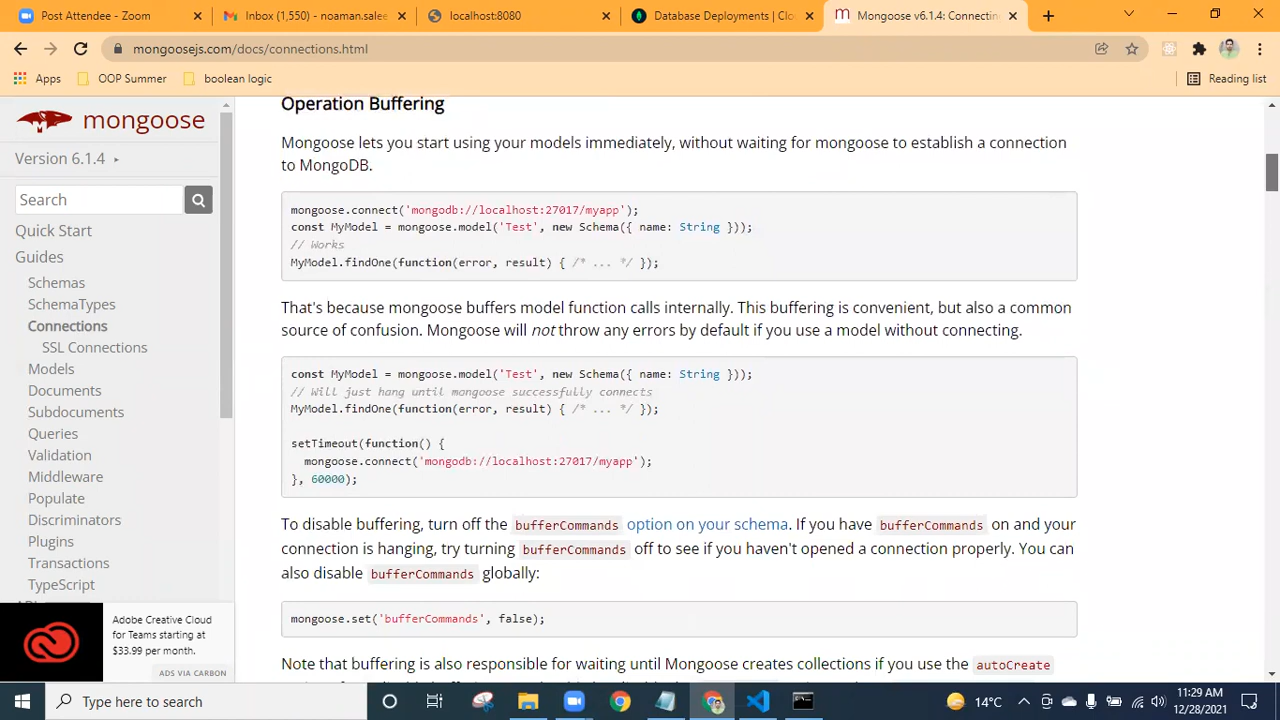 Post Attendee - Zoom
Inbox (1,550) - noaman.salee
localhost:8080
Database Deployments | Clo
Mongoose v6.1.4: Connectin
mongoosejs.com/docs/connections.html
Apps
OOP Summer
boolean logic
Reading list
mongoose
Version 6.1.4
Search
Quick Start
Guides
Schemas
SchemaTypes
Connections
SSL Connections
Models
Documents
Subdocuments
Queries
Validation
Middleware
Populate
Discriminators
Plugins
Transactions
TypeScript
Adobe Creative Cloud
for Teams starting at
$33.99 per month.
ADS VIA CARBON
Operation Buffering
Mongoose lets you start using your models immediately, without waiting for mongoose to establish a connection
to MongoDB.
mongoose.connect('mongodb://localhost:27017/myapp');
const MyModel = mongoose.model('Test', new Schema({ name: String }));
// Works
MyModel.findOne(function(error, result) { /* ... */ });
That's because mongoose buffers model function calls internally. This buffering is convenient, but also a common
source of confusion. Mongoose will not throw any errors by default if you use a model without connecting.
const MyModel = mongoose.model('Test', new Schema({ name: String }));
// Will just hang until mongoose successfully connects
MyModel.findOne(function(error, result) { /* ... */ });
setTimeout(function() {
mongoose.connect('mongodb://localhost:27017/myapp');
}, 60000);
To disable buffering, turn off the bufferCommands option on your schema. If you have bufferCommands on and your
connection is hanging, try turning bufferCommands off to see if you haven't opened a connection properly. You can
also disable bufferCommands globally:
mongoose.set('bufferCommands', false);
Note that buffering is also responsible for waiting until Mongoose creates collections if you use the autoCreate
Type here to search
14°C
11:29 AM
12/28/2021